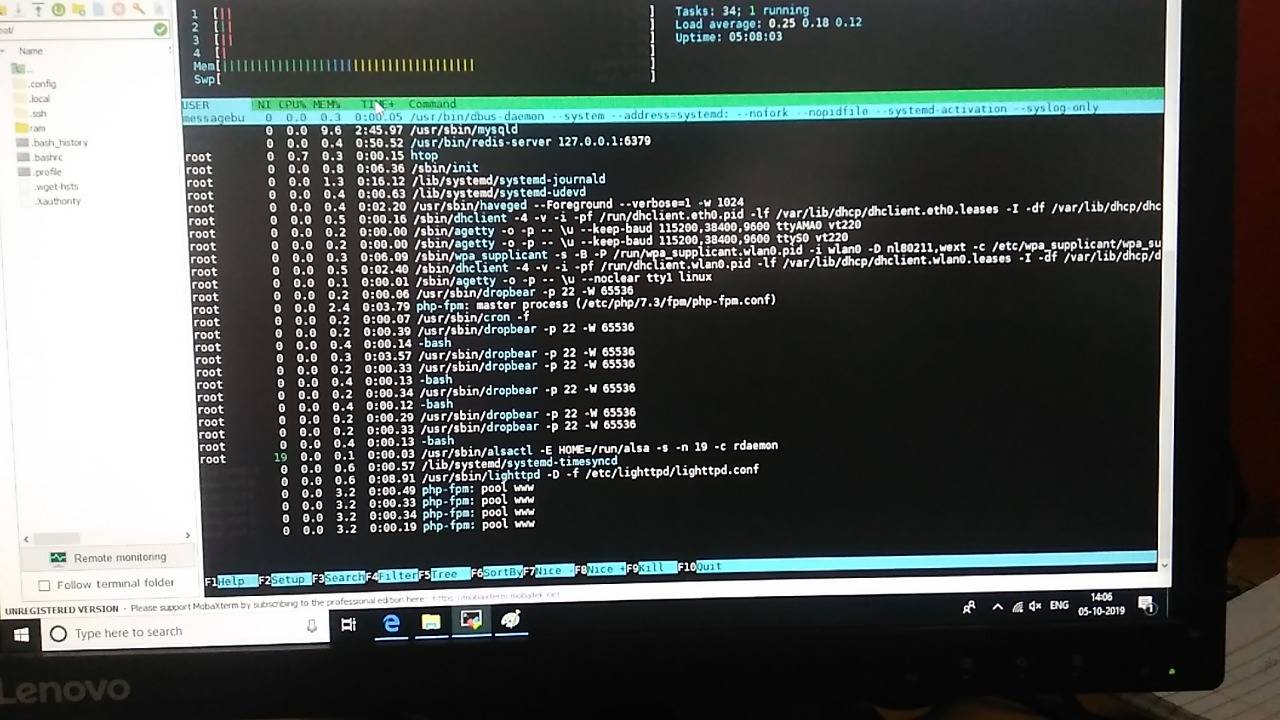 1 [|| ] Tasks: 34; 1 running
2 [|| ] Load average: 0.25 0.18 0.12
3 [|| ] Uptime: 05:08:03
4 [| ]
Mem[|||||||||||||||||||||||||||||||||||||| ]
Swp[ ]
Name
..
.config
.local
.ssh
ram
.bash_history
.bashrc
.profile
.wget-hsts
.Xauthority
USER NI CPU% MEM% TIME+ Command
messagebu 0 0.0 0.3 0:00.05 /usr/bin/dbus-daemon --system --address=systemd: --nofork --nopidfile --systemd-activation --syslog-only
0 0.0 9.6 2:45.97 /usr/sbin/mysqld
0 0.0 0.4 0:50.52 /usr/bin/redis-server 127.0.0.1:6379
root 0 0.7 0.3 0:00.15 htop
root 0 0.0 0.8 0:06.36 /sbin/init
root 0 0.0 1.3 0:16.12 /lib/systemd/systemd-journald
root 0 0.0 0.4 0:00.63 /lib/systemd/systemd-udevd
root 0 0.0 0.4 0:02.20 /usr/sbin/haveged --Foreground --verbose=1 -w 1024
root 0 0.0 0.5 0:00.16 /sbin/dhclient -4 -v -i -pf /run/dhclient.eth0.pid -lf /var/lib/dhcp/dhclient.eth0.leases -I -df /var/lib/dhcp/dhc
root 0 0.0 0.2 0:00.00 /sbin/agetty -o -p -- \u --keep-baud 115200,38400,9600 ttyAMA0 vt220
root 0 0.0 0.2 0:00.00 /sbin/agetty -o -p -- \u --keep-baud 115200,38400,9600 ttyS0 vt220
root 0 0.0 0.3 0:06.09 /sbin/wpa_supplicant -s -B -P /run/wpa_supplicant.wlan0.pid -i wlan0 -D nl80211,wext -c /etc/wpa_supplicant/wpa_su
root 0 0.0 0.5 0:02.40 /sbin/dhclient -4 -v -i -pf /run/dhclient.wlan0.pid -lf /var/lib/dhcp/dhclient.wlan0.leases -I -df /var/lib/dhcp/d
root 0 0.0 0.1 0:00.01 /sbin/agetty -o -p -- \u --noclear tty1 linux
root 0 0.0 0.2 0:00.06 /usr/sbin/dropbear -p 22 -W 65536
root 0 0.0 2.4 0:03.79 php-fpm: master process (/etc/php/7.3/fpm/php-fpm.conf)
root 0 0.0 0.2 0:00.07 /usr/sbin/cron -f
root 0 0.0 0.2 0:00.39 /usr/sbin/dropbear -p 22 -W 65536
root 0 0.0 0.4 0:00.14 -bash
root 0 0.0 0.3 0:03.57 /usr/sbin/dropbear -p 22 -W 65536
root 0 0.0 0.2 0:00.33 /usr/sbin/dropbear -p 22 -W 65536
root 0 0.0 0.4 0:00.13 -bash
root 0 0.0 0.2 0:00.34 /usr/sbin/dropbear -p 22 -W 65536
root 0 0.0 0.4 0:00.12 -bash
root 0 0.0 0.2 0:00.29 /usr/sbin/dropbear -p 22 -W 65536
root 0 0.0 0.2 0:00.33 /usr/sbin/dropbear -p 22 -W 65536
root 0 0.0 0.4 0:00.13 -bash
root 19 0.0 0.1 0:00.03 /usr/sbin/alsactl -E HOME=/run/alsa -s -n 19 -c rdaemon
0 0.0 0.6 0:00.57 /lib/systemd/systemd-timesyncd
0 0.0 0.6 0:08.91 /usr/sbin/lighttpd -D -f /etc/lighttpd/lighttpd.conf
0 0.0 3.2 0:00.49 php-fpm: pool www
0 0.0 3.2 0:00.33 php-fpm: pool www
0 0.0 3.2 0:00.34 php-fpm: pool www
0 0.0 3.2 0:00.19 php-fpm: pool www
Remote monitoring
Follow terminal folder
F1Help F2Setup F3SearchF4FilterF5Tree F6SortByF7Nice -F8Nice +F9Kill F10Quit
UNREGISTERED VERSION - Please support MobaXterm by subscribing to the professional edition here: https://mobaxterm.mobatek.net
Type here to search
ENG
14:06
05-10-2019
1
Lenovo